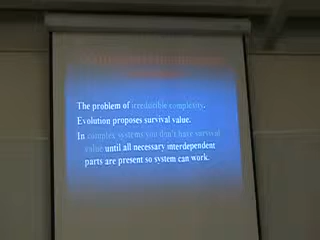 The problem of irreducible complexity.
Evolution proposes survival value.
In complex systems you don't have survival
value until all necessary interdependent
parts are present so system can work.